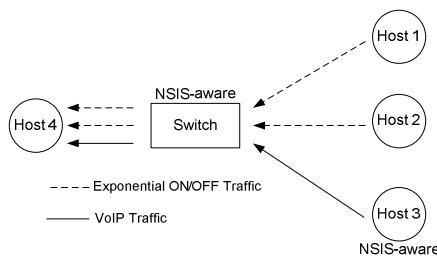 Host 1
NSIS-aware
Host 4
Switch
Host 2
Exponential ON/OFF Traffic
VoIP Traffic
Host 3
NSIS-aware